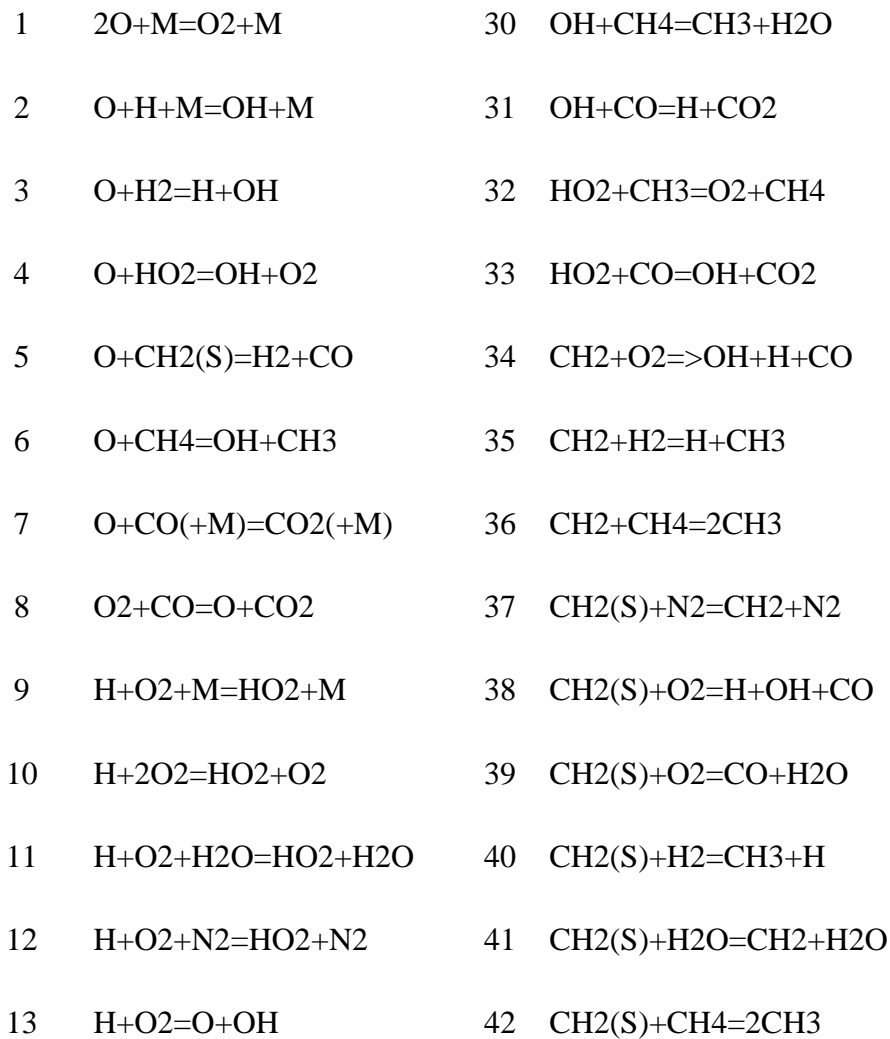 1 2O+M=O2+M 30 OH+CH4=CH3+H2O
2 O+H+M=OH+M 31 OH+CO=H+CO2
3 O+H2=H+OH 32 HO2+CH3=O2+CH4
4 O+HO2=OH+O2 33 HO2+CO=OH+CO2
5 O+CH2(S)=H2+CO 34 CH2+O2=>OH+H+CO
6 O+CH4=OH+CH3 35 CH2+H2=H+CH3
7 O+CO(+M)=CO2(+M) 36 CH2+CH4=2CH3
8 O2+CO=O+CO2 37 CH2(S)+N2=CH2+N2
9 H+O2+M=HO2+M 38 CH2(S)+O2=H+OH+CO
10 H+2O2=HO2+O2 39 CH2(S)+O2=CO+H2O
11 H+O2+H2O=HO2+H2O 40 CH2(S)+H2=CH3+H
12 H+O2+N2=HO2+N2 41 CH2(S)+H2O=CH2+H2O
13 H+O2=O+OH 42 CH2(S)+CH4=2CH3